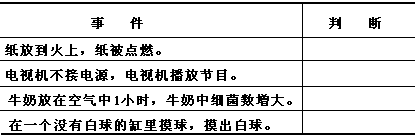 事 件 判 断
纸放到火上，纸被点燃。
电视机不接电源，电视机播放节目。
牛奶放在空气中1小时，牛奶中细菌数增大。
在一个没有白球的缸里摸球，摸出白球。